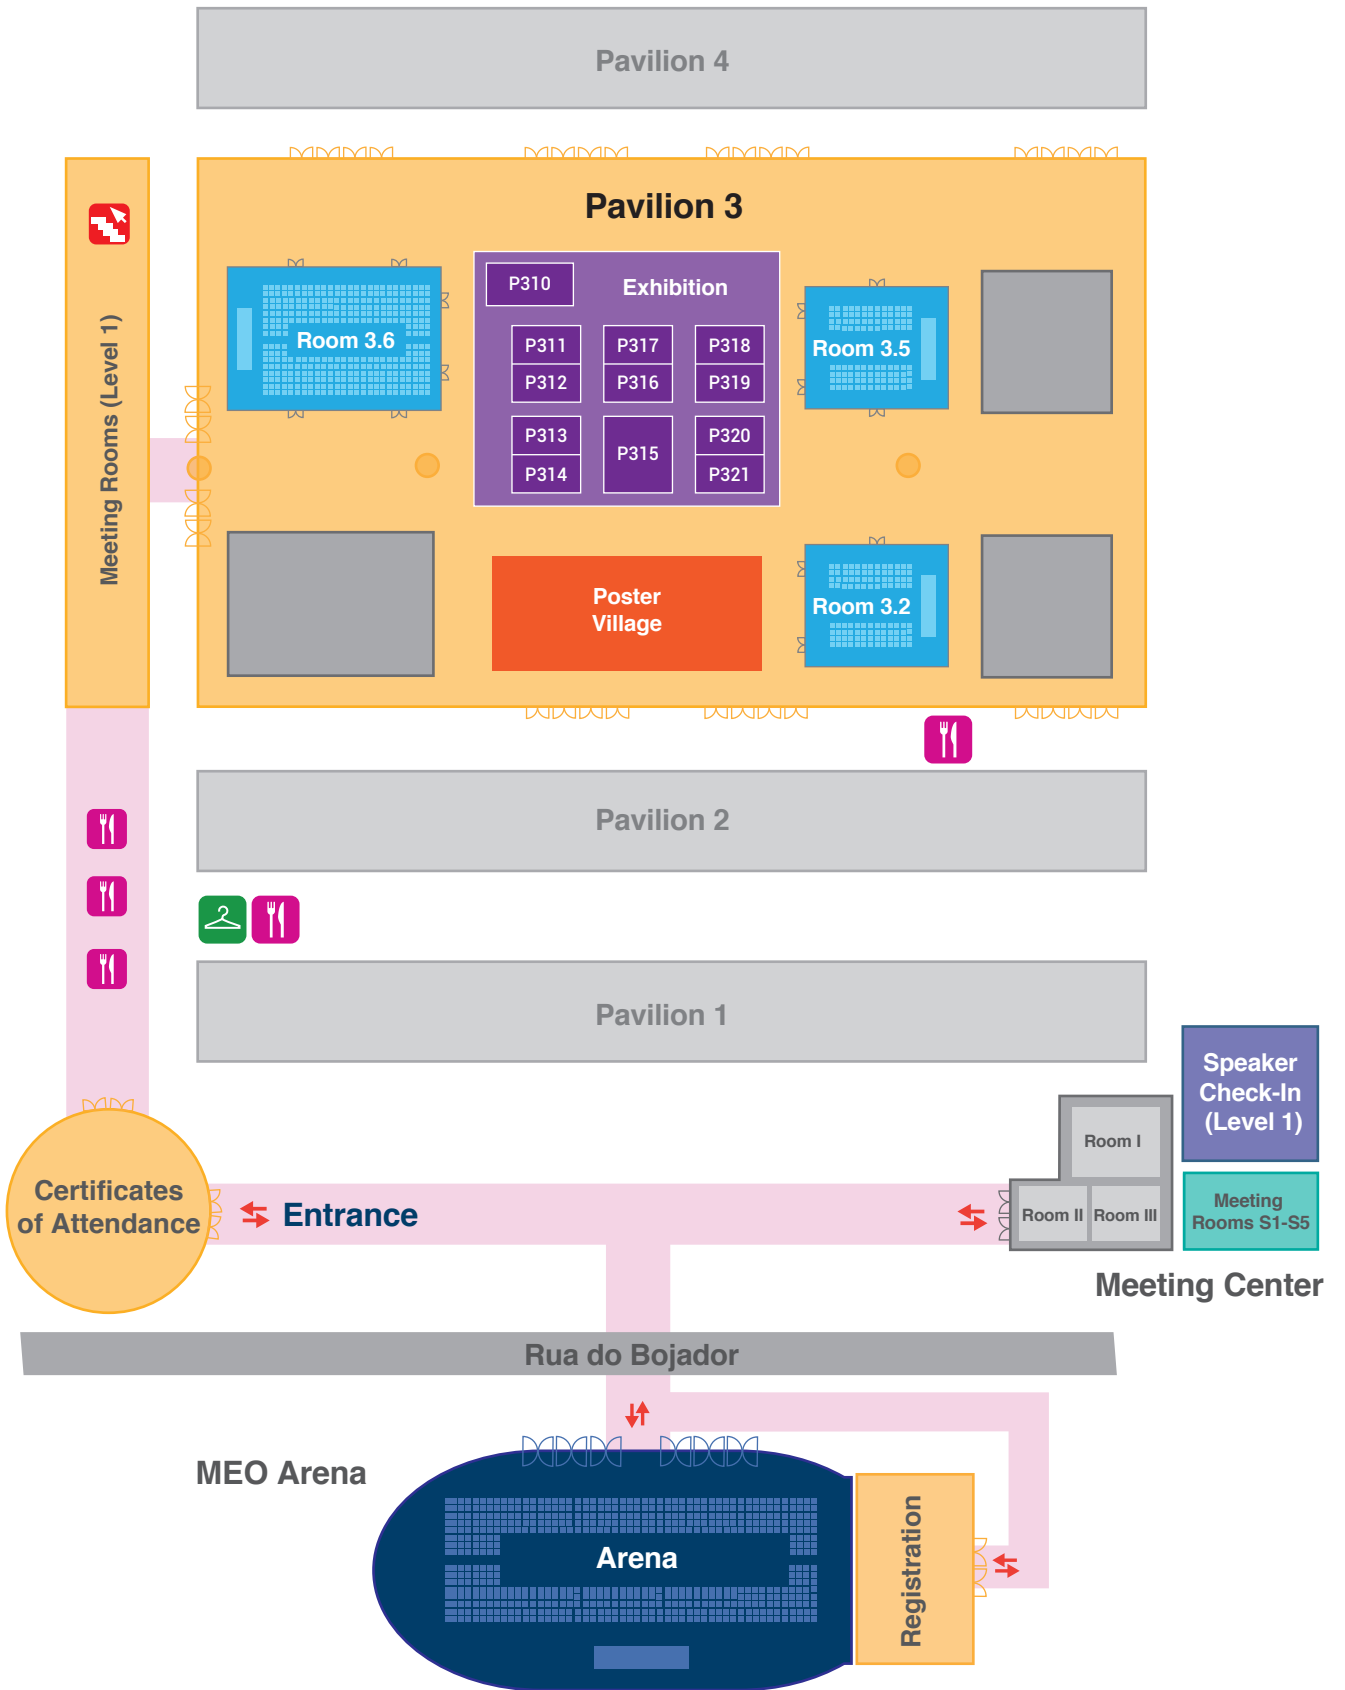 Pavilion 4
Pavilion 3
Meeting Rooms (Level 1)
Room 3.6
Exhibition
P310
P311
P312
P313
P314
P317
P316
P315
P318
P319
P320
P321
Room 3.5
Poster
Village
Room 3.2
Pavilion 2
Pavilion 1
Speaker
Check-In
(Level 1)
Room I
Room II
Room III
Meeting
Rooms S1-S5
Meeting Center
Certificates
of Attendance
Entrance
Rua do Bojador
MEO Arena
Arena
Registration